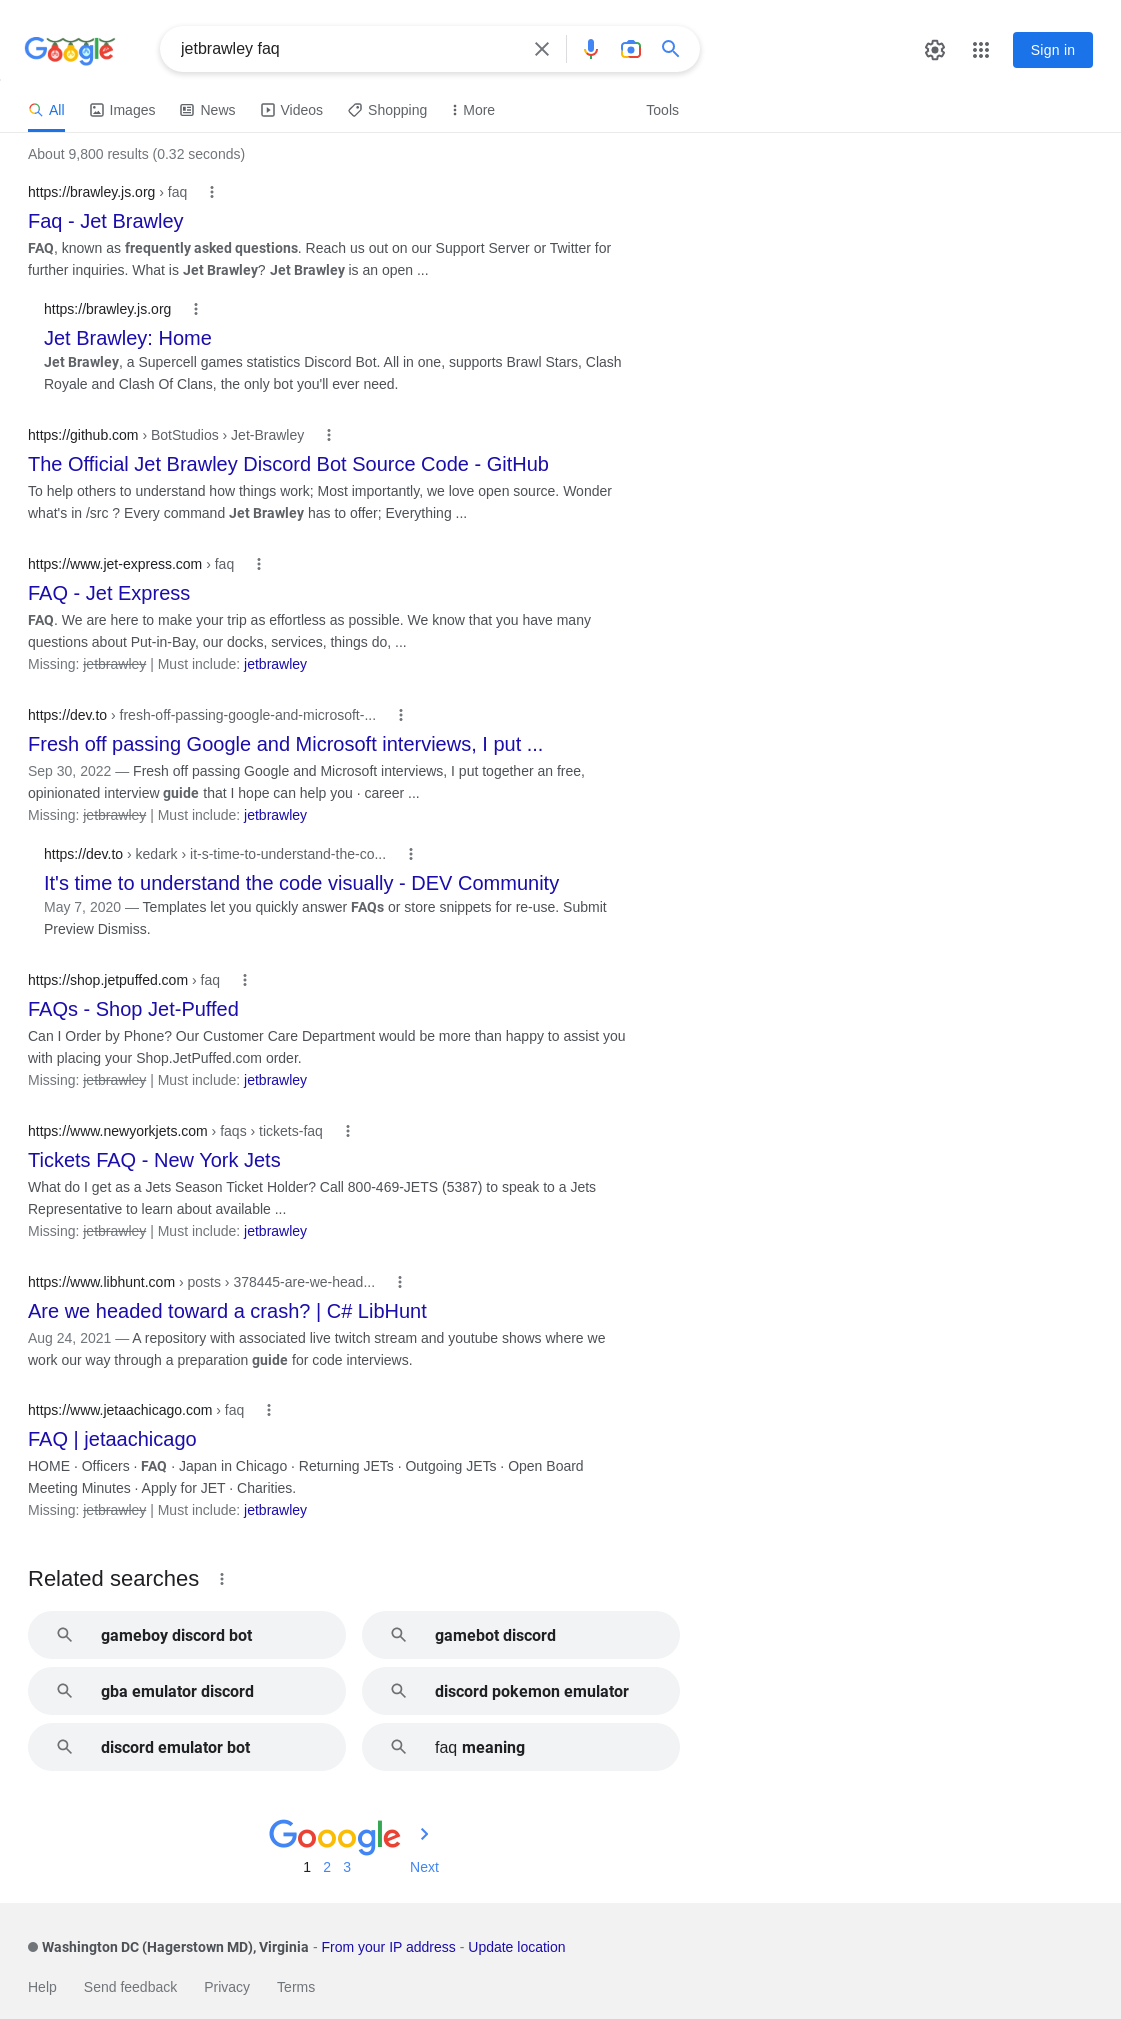 Google
jetbrawley faq
Sign in
All Images News Videos Shopping More Tools
About 9,800 results (0.32 seconds)
https://brawley.js.org › faq
Faq - Jet Brawley
FAQ, known as frequently asked questions. Reach us out on our Support Server or Twitter for
further inquiries. What is Jet Brawley? Jet Brawley is an open ...
https://brawley.js.org
Jet Brawley: Home
Jet Brawley, a Supercell games statistics Discord Bot. All in one, supports Brawl Stars, Clash
Royale and Clash Of Clans, the only bot you'll ever need.
https://github.com › BotStudios › Jet-Brawley
The Official Jet Brawley Discord Bot Source Code - GitHub
To help others to understand how things work; Most importantly, we love open source. Wonder
what's in /src ? Every command Jet Brawley has to offer; Everything ...
https://www.jet-express.com › faq
FAQ - Jet Express
FAQ. We are here to make your trip as effortless as possible. We know that you have many
questions about Put-in-Bay, our docks, services, things do, ...
Missing: jetbrawley | Must include: jetbrawley
https://dev.to › fresh-off-passing-google-and-microsoft-...
Fresh off passing Google and Microsoft interviews, I put ...
Sep 30, 2022 — Fresh off passing Google and Microsoft interviews, I put together an free,
opinionated interview guide that I hope can help you · career ...
Missing: jetbrawley | Must include: jetbrawley
https://dev.to › kedark › it-s-time-to-understand-the-co...
It's time to understand the code visually - DEV Community
May 7, 2020 — Templates let you quickly answer FAQs or store snippets for re-use. Submit
Preview Dismiss.
https://shop.jetpuffed.com › faq
FAQs - Shop Jet-Puffed
Can I Order by Phone? Our Customer Care Department would be more than happy to assist you
with placing your Shop.JetPuffed.com order.
Missing: jetbrawley | Must include: jetbrawley
https://www.newyorkjets.com › faqs › tickets-faq
Tickets FAQ - New York Jets
What do I get as a Jets Season Ticket Holder? Call 800-469-JETS (5387) to speak to a Jets
Representative to learn about available ...
Missing: jetbrawley | Must include: jetbrawley
https://www.libhunt.com › posts › 378445-are-we-head...
Are we headed toward a crash? | C# LibHunt
Aug 24, 2021 — A repository with associated live twitch stream and youtube shows where we
work our way through a preparation guide for code interviews.
https://www.jetaachicago.com › faq
FAQ | jetaachicago
HOME · Officers · FAQ · Japan in Chicago · Returning JETs · Outgoing JETs · Open Board
Meeting Minutes · Apply for JET · Charities.
Missing: jetbrawley | Must include: jetbrawley
Related searches
gameboy discord bot gamebot discord
gba emulator discord discord pokemon emulator
discord emulator bot faq meaning
Gooogle
1 2 3 Next
Washington DC (Hagerstown MD), Virginia - From your IP address - Update location
Help Send feedback Privacy Terms